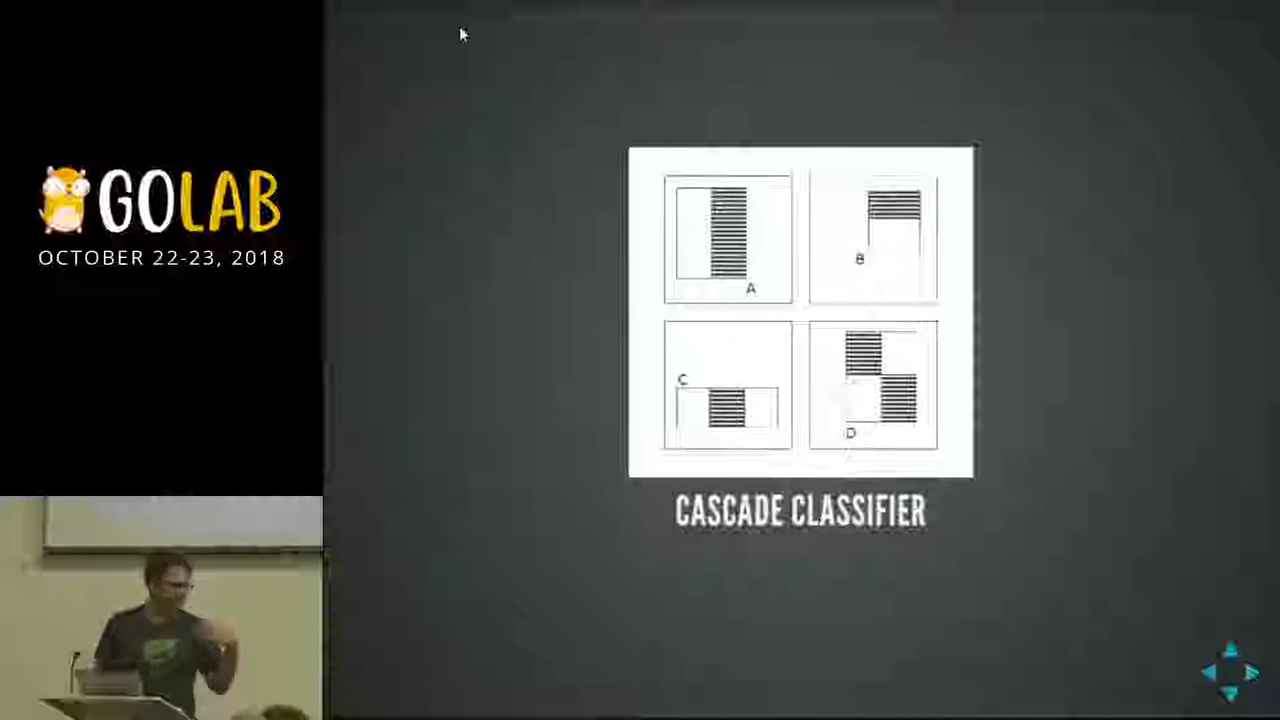 GOLAB
OCTOBER 22-23, 2018
A
B
C
D
CASCADE CLASSIFIER